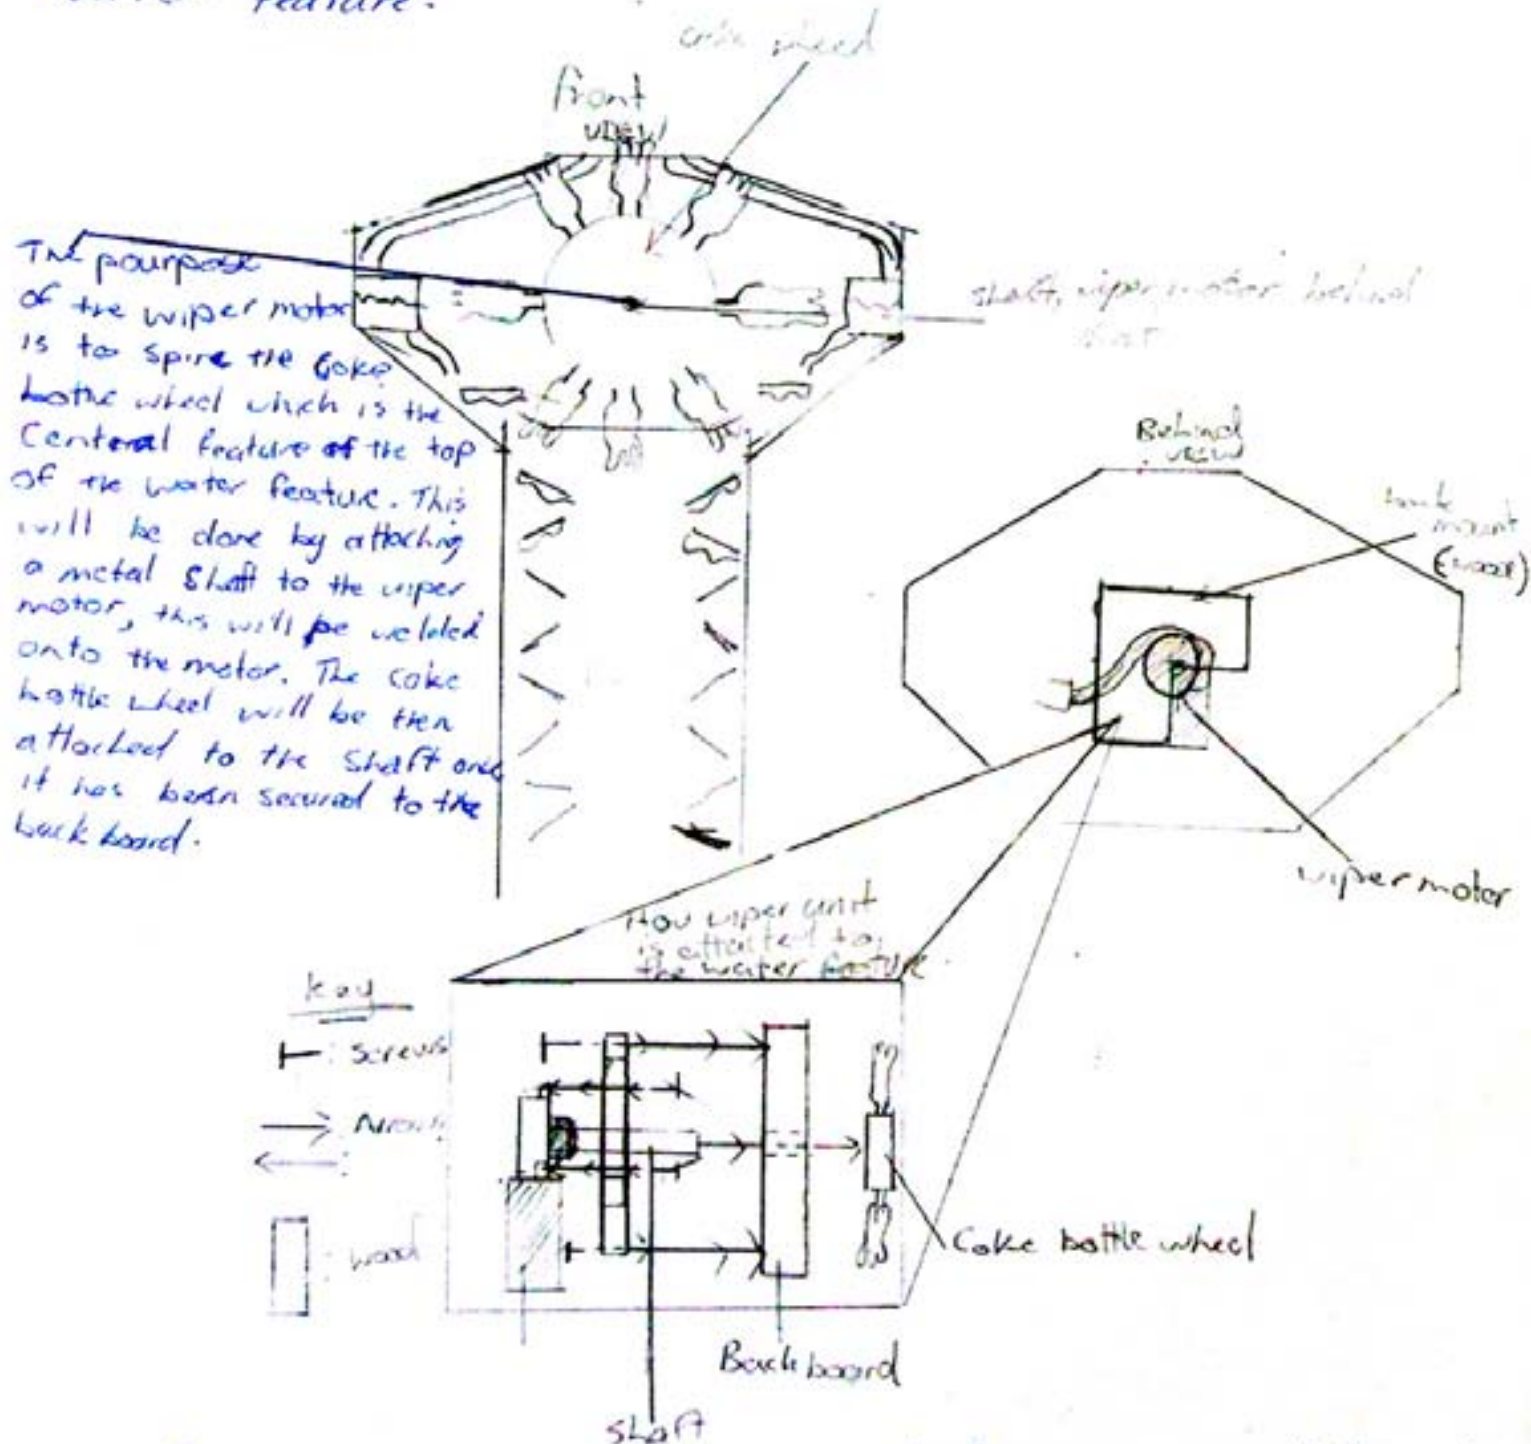 feature.
wheel
front
view
The pourpose
of the wiper motor
is to spine the Coke
bottle wheel which is the
Centeral feature of the top
of the water feature. This
will be done by attaching
a metal shaft to the wiper
motor, this will be welded
onto the motor. The coke
bottle wheel will be then
attached to the shaft once
it has been secured to the
back board.
shaft, wiper motor behind
Behind
view
mount
wiper motor
How wiper unit
is attatted to
the water feature
key
: Screws
: Arrows
: wood
Coke bottle wheel
Back board
shaft